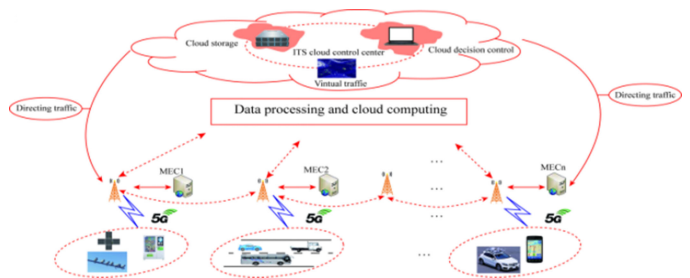 Cloud storage
ITS cloud control center
Cloud decision control
Vintual traffic
Directing traffic
Directing traffic
Data processing and cloud computing
MEC1
MEC2
...
MECn
...
5G
5G
...
5G
...